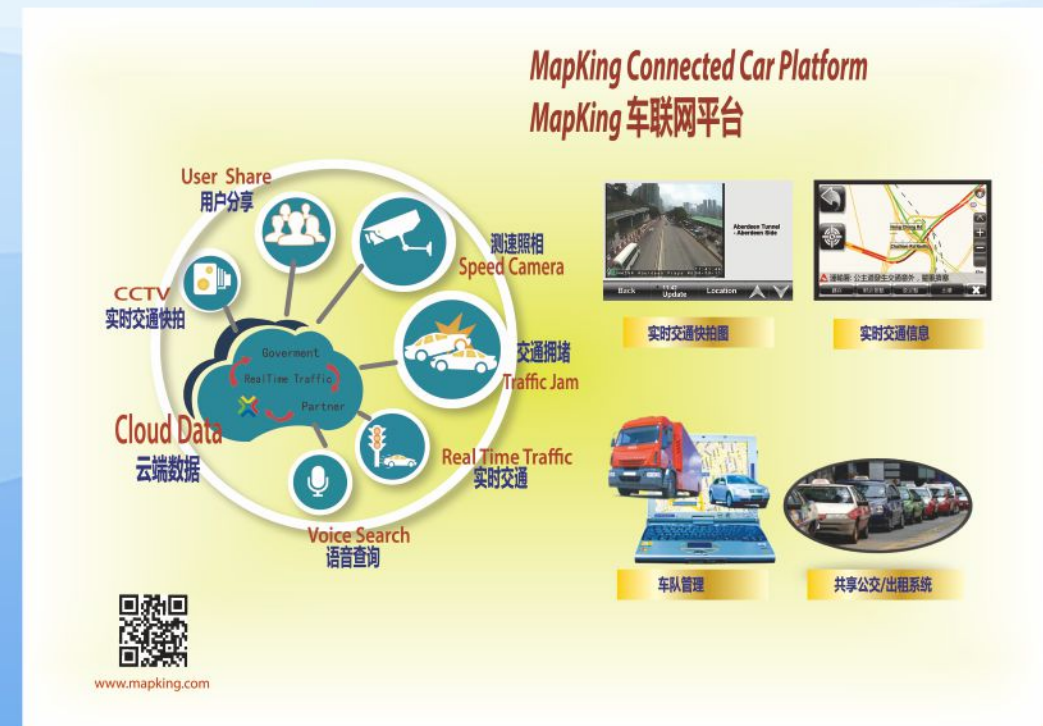 MapKing Connected Car Platform
MapKing 车联网平台
User Share
用户分享
测速照相
Speed Camera
CCTV
实时交通快拍
交通拥堵
Traffic Jam
Goverment
RealTime Traffic
Partner
Cloud Data
云端数据
Real Time Traffic
实时交通
Voice Search
语音查询
Aberdeen Tunnel
- Aberdeen Side
Back
11:42
Update
Location
实时交通快拍图
实时交通信息
车队管理
共享公交/出租系统
www.mapking.com